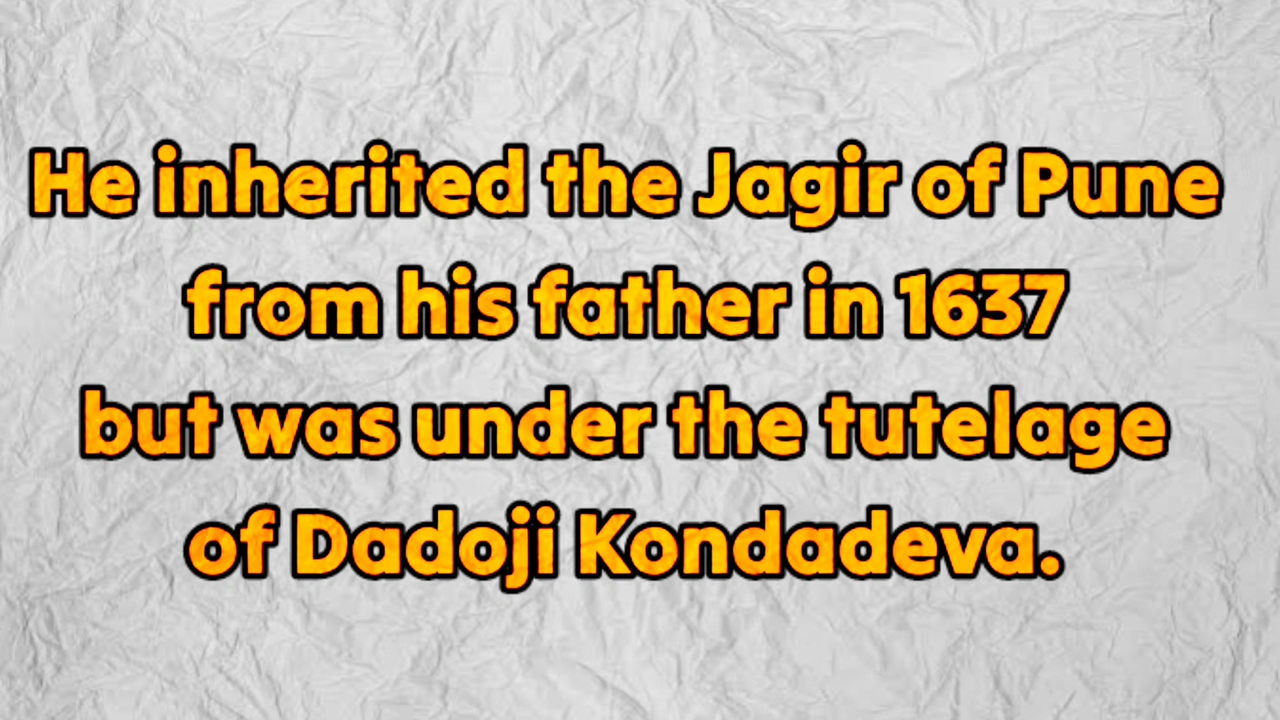 He inherited the Jagir of Pune
from his father in 1637
but was under the tutelage
of Dadoji Kondadeva.